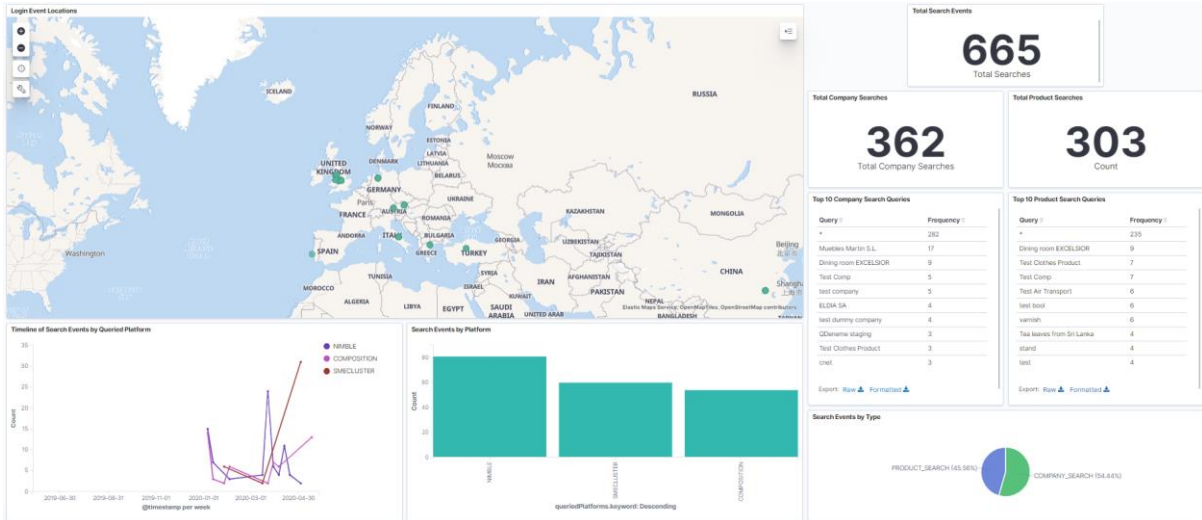 Login Event Locations
ICELAND
RUSSIA
FINLAND
NORWAY
ESTONIA
LATVIA
LITHUANIA
Moscow
Москва
DENMARK
UNITED
KINGDOM
BELARUS
GERMANY
Paris
UKRAINE
FRANCE
AUSTRIA
ROMANIA
KAZAKHSTAN
MONGOLIA
ANDORRA
ITALY
BULGARIA
GEORGIA
UZBEKISTAN
Beijing
Washington
SPAIN
GREECE
TURKEY
TAJIKISTAN
TUNISIA
SYRIA
CHINA
MOROCCO
ISRAEL
IRAN
AFGHANISTAN
Shangha
ALGERIA
KUWAIT
PAKISTAN
LIBYA
EGYPT
SAUDI
ARABIA
UNITED ARAB
NEPAL
BANGLADESH
Elastic Maps Service, OpenMapTiles, OpenStreetMap contributors
Total Search Events
665
Total Searches
Total Company Searches
362
Total Company Searches
Total Product Searches
303
Count
Top 10 Company Search Queries
Query Frequency
* 282
Muebles Martin S.L. 17
Dining room EXCELSIOR 9
Test Comp 5
test company 5
ELDIA SA 4
test dummy company 4
QDeneme staging 3
Test Clothes Product 3
cnet 3
Export: Raw Formatted
Top 10 Product Search Queries
Query Frequency
* 235
Dining room EXCELSIOR 9
Test Clothes Product 7
Test Comp 7
Test Air Transport 6
test bool 6
varnish 6
Tea leaves from Sri Lanka 4
stand 4
test 4
Export: Raw Formatted
Timeline of Search Events by Queried Platform
35
30
25
20
15
10
5
0
Count
2019-06-30 2019-08-31 2019-11-01 2020-01-01 2020-03-01 2020-04-30
@timestamp per week
NIMBLE
COMPOSITION
SMECLUSTER
Search Events by Platform
80
60
40
20
0
Count
NIMBLE
SMECLUSTER
COMPOSITION
queriedPlatforms.keyword: Descending
Search Events by Type
PRODUCT_SEARCH (45.56%)
COMPANY_SEARCH (54.44%)